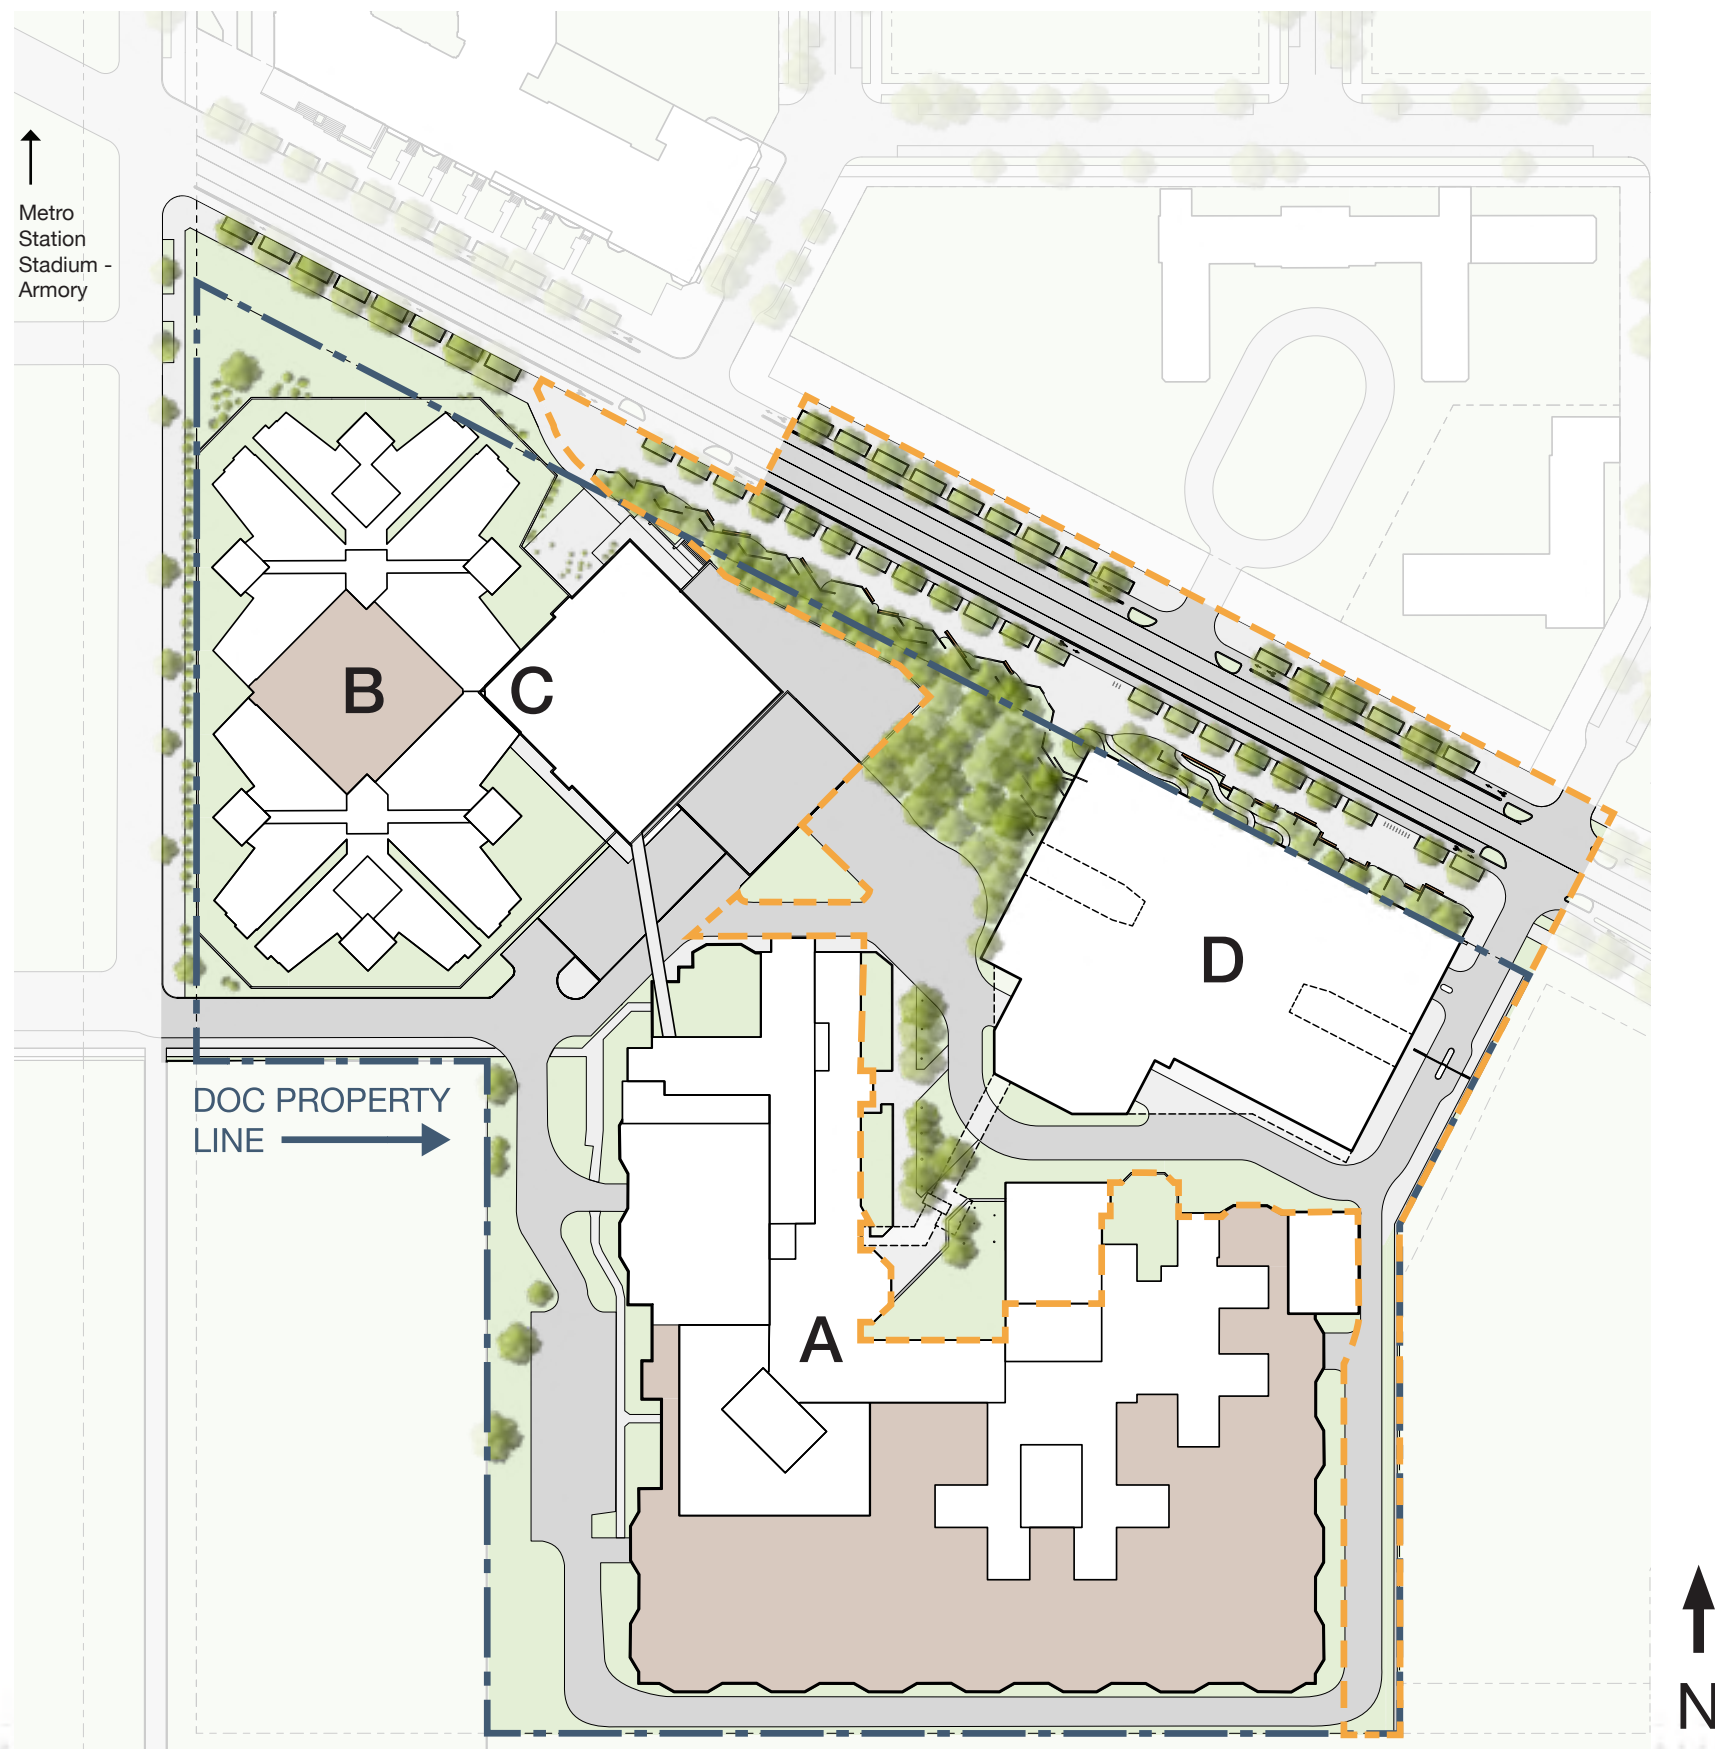 Metro
Station
Stadium -
Armory
B
C
D
DOC PROPERTY
LINE
A
N